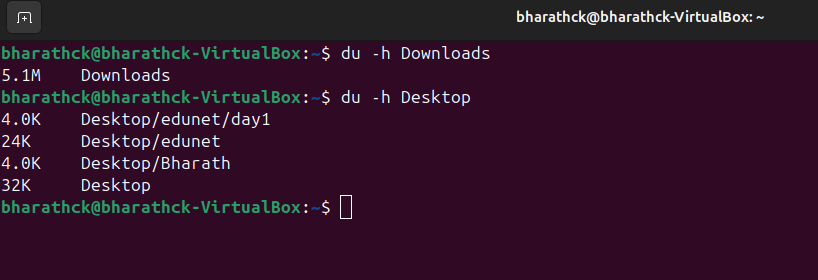 bharathck@bharathck-VirtualBox: ~
bharathck@bharathck-VirtualBox:~$ du -h Downloads
5.1M    Downloads
bharathck@bharathck-VirtualBox:~$ du -h Desktop
4.0K    Desktop/edunet/day1
24K     Desktop/edunet
4.0K    Desktop/Bharath
32K     Desktop
bharathck@bharathck-VirtualBox:~$